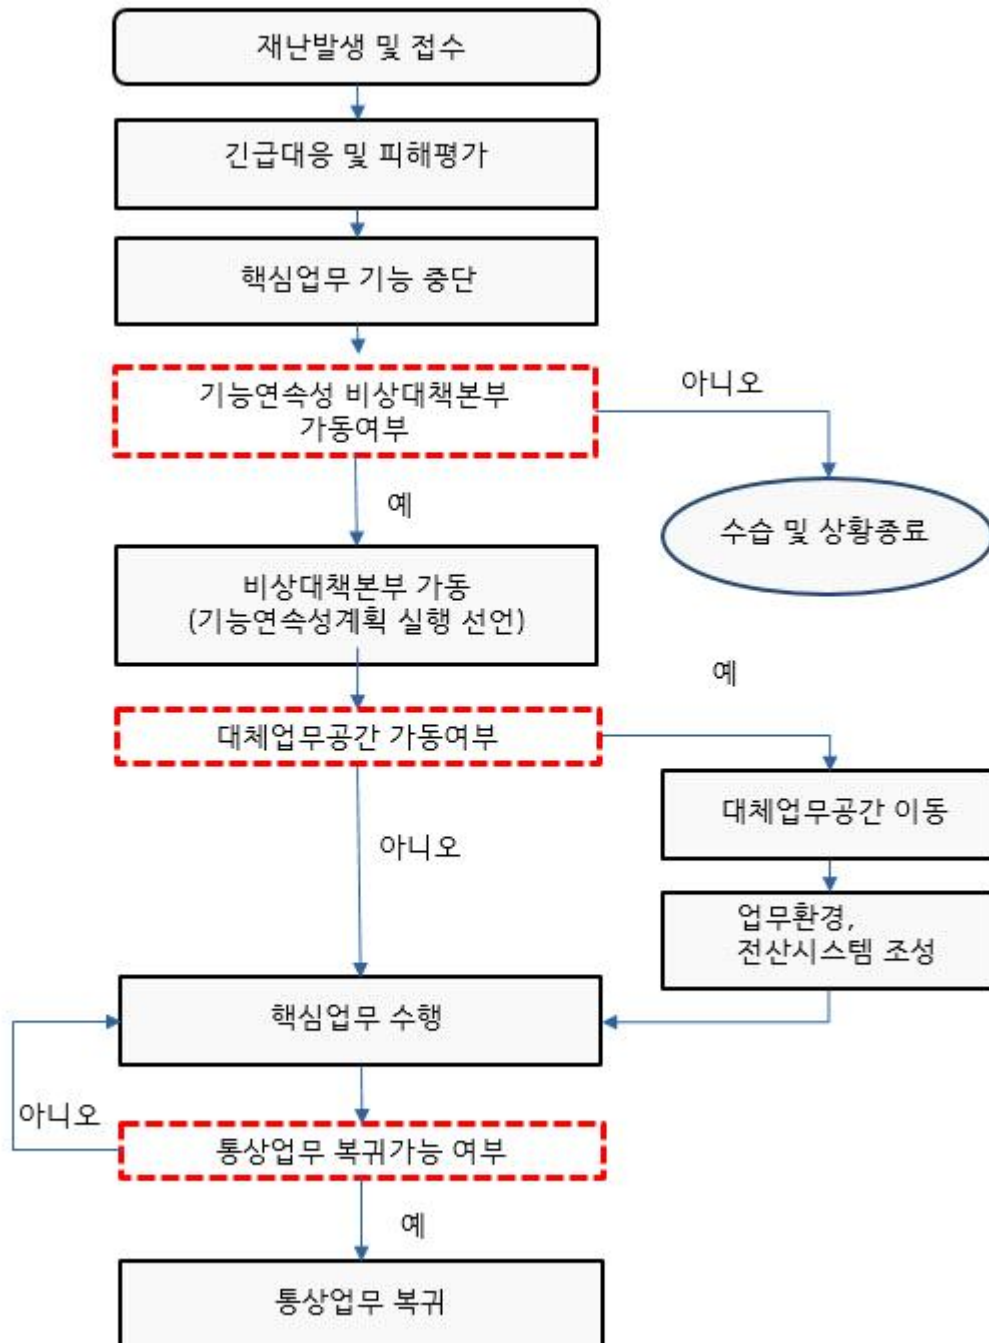 재난발생 및 접수
긴급대응 및 피해평가
핵심업무 기능 중단
기능연속성 비상대책본부
가동여부
아니오
예
수습 및 상황종료
비상대책본부 가동
(기능연속성계획 실행 선언)
예
대체업무공간 가동여부
대체업무공간 이동
아니오
업무환경,
전산시스템 조성
핵심업무 수행
아니오
통상업무 복귀가능 여부
예
통상업무 복귀